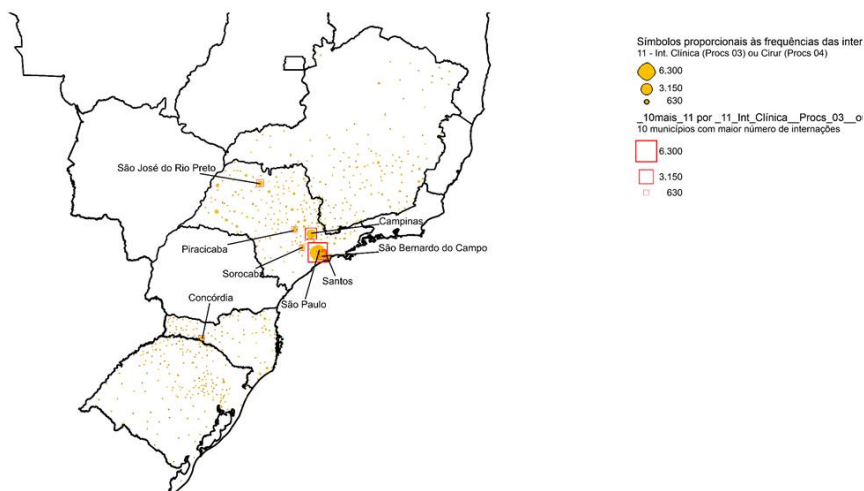 Símbolos proporcionais às frequências das inter
11 - Int. Clínica (Procs 03) ou Cirur (Procs 04)
6.300
3.150
630
_10mais_11 por _11_Int_Clínica__Procs_03__o
10 municípios com maior número de internações
6.300
3.150
630
São José do Rio Preto
Campinas
Piracicaba
São Bernardo do Campo
Sorocaba
Santos
São Paulo
Concórdia